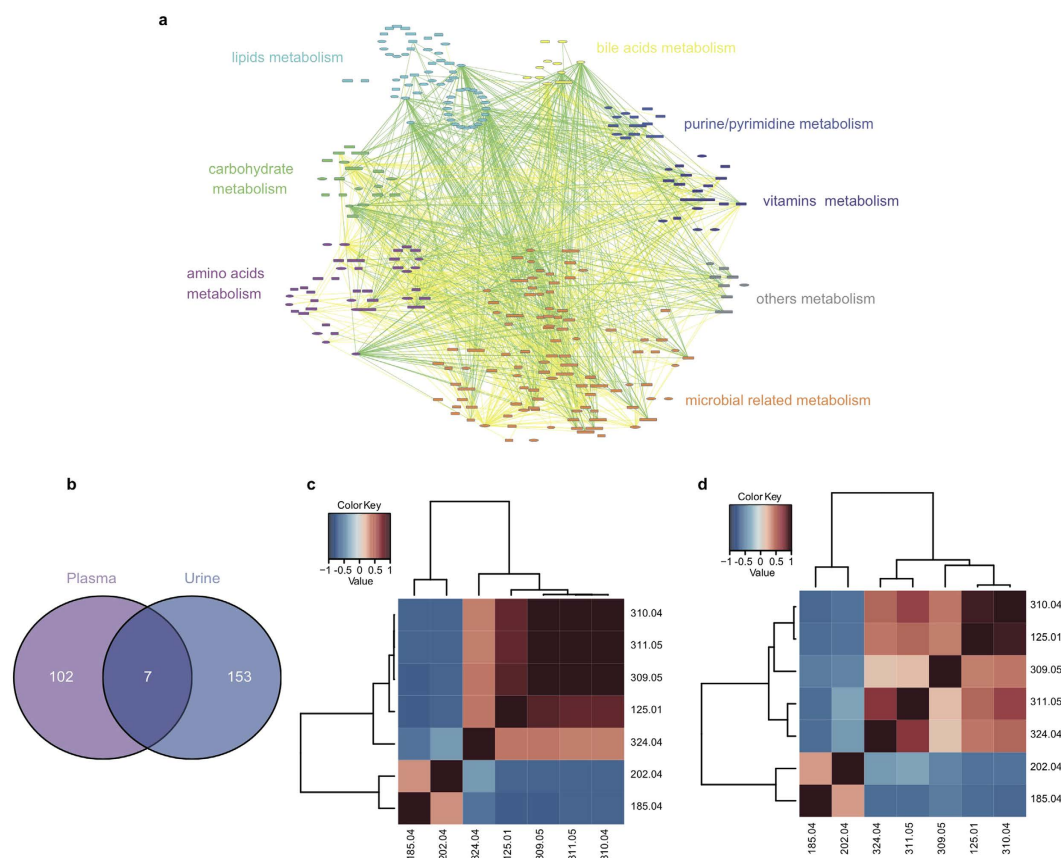 a
lipids metabolism
bile acids metabolism
purine/pyrimidine metabolism
carbohydrate
metabolism
vitamins metabolism
amino acids
metabolism
others metabolism
microbial related metabolism
b
Plasma
Urine
102
7
153
c
Color Key
−1 -0.5 0 0.5 1
Value
310.04
311.05
309.05
125.01
324.04
202.04
185.04
185.04
202.04
324.04
125.01
309.05
311.05
310.04
d
Color Key
−1 -0.5 0 0.5 1
Value
310.04
125.01
309.05
311.05
324.04
202.04
185.04
185.04
202.04
324.04
311.05
309.05
125.01
310.04